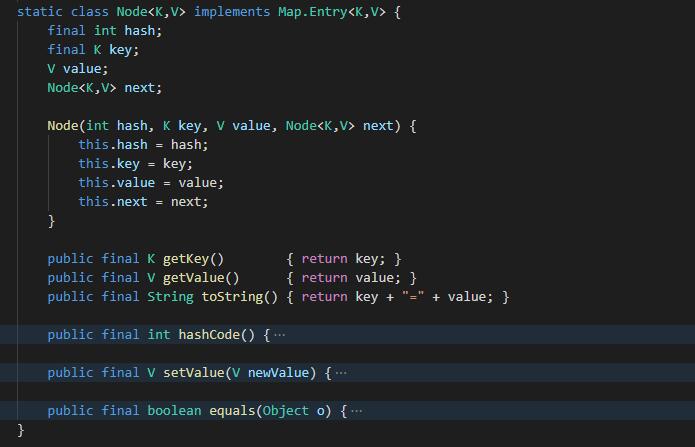 static class Node<K,V> implements Map.Entry<K,V> {
    final int hash;
    final K key;
    V value;
    Node<K,V> next;

    Node(int hash, K key, V value, Node<K,V> next) {
        this.hash = hash;
        this.key = key;
        this.value = value;
        this.next = next;
    }

    public final K getKey()        { return key; }
    public final V getValue()      { return value; }
    public final String toString() { return key + "=" + value; }

    public final int hashCode() {···

    public final V setValue(V newValue) {···

    public final boolean equals(Object o) {···
}